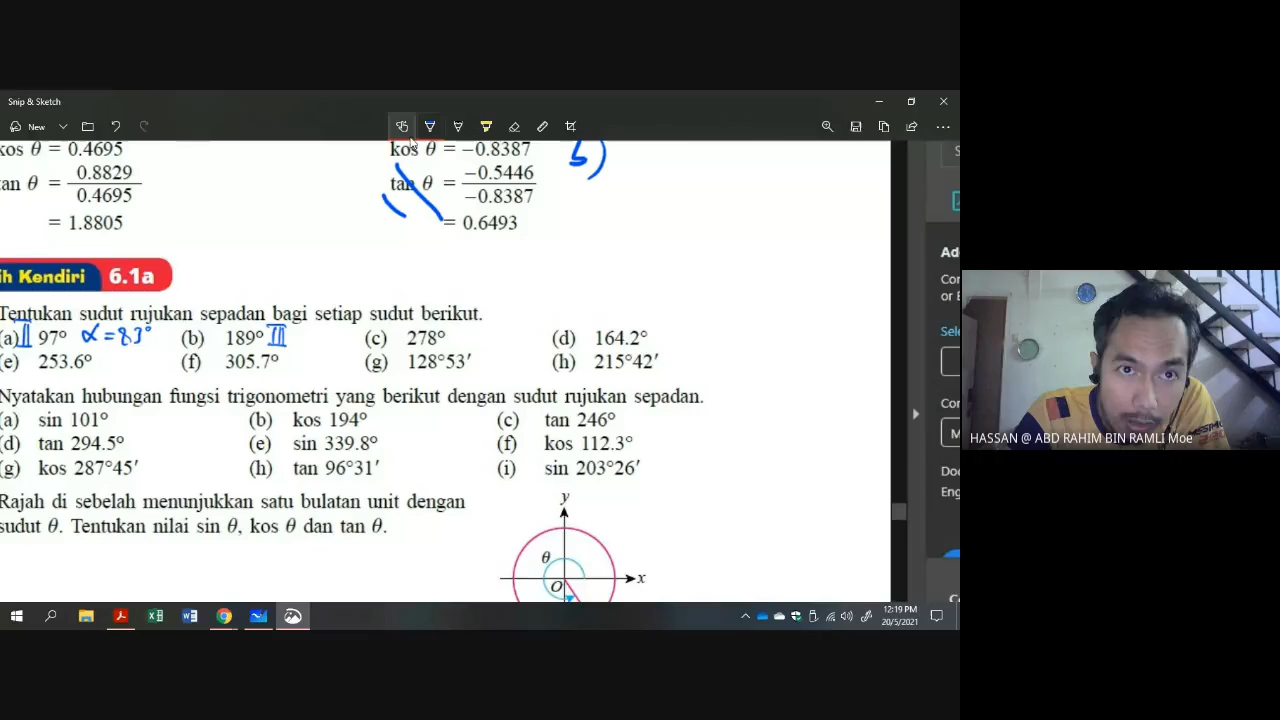 Snip & Sketch
New
kos θ = 0.4695
kos θ = −0.8387
b)
tan θ = 0.8829 / 0.4695
tan θ = −0.5446 / −0.8387
= 1.8805
= 0.6493
ih Kendiri 6.1a
Tentukan sudut rujukan sepadan bagi setiap sudut berikut.
(a) II 97° α = 83° (b) 189° III (c) 278° (d) 164.2°
(e) 253.6° (f) 305.7° (g) 128°53′ (h) 215°42′
Nyatakan hubungan fungsi trigonometri yang berikut dengan sudut rujukan sepadan.
(a) sin 101° (b) kos 194° (c) tan 246°
(d) tan 294.5° (e) sin 339.8° (f) kos 112.3°
(g) kos 287°45′ (h) tan 96°31′ (i) sin 203°26′
Rajah di sebelah menunjukkan satu bulatan unit dengan
sudut θ. Tentukan nilai sin θ, kos θ dan tan θ.
y
θ
O
x
Sele
HASSAN @ ABD RAHIM BIN RAMLI Moe
12:19 PM
20/5/2021